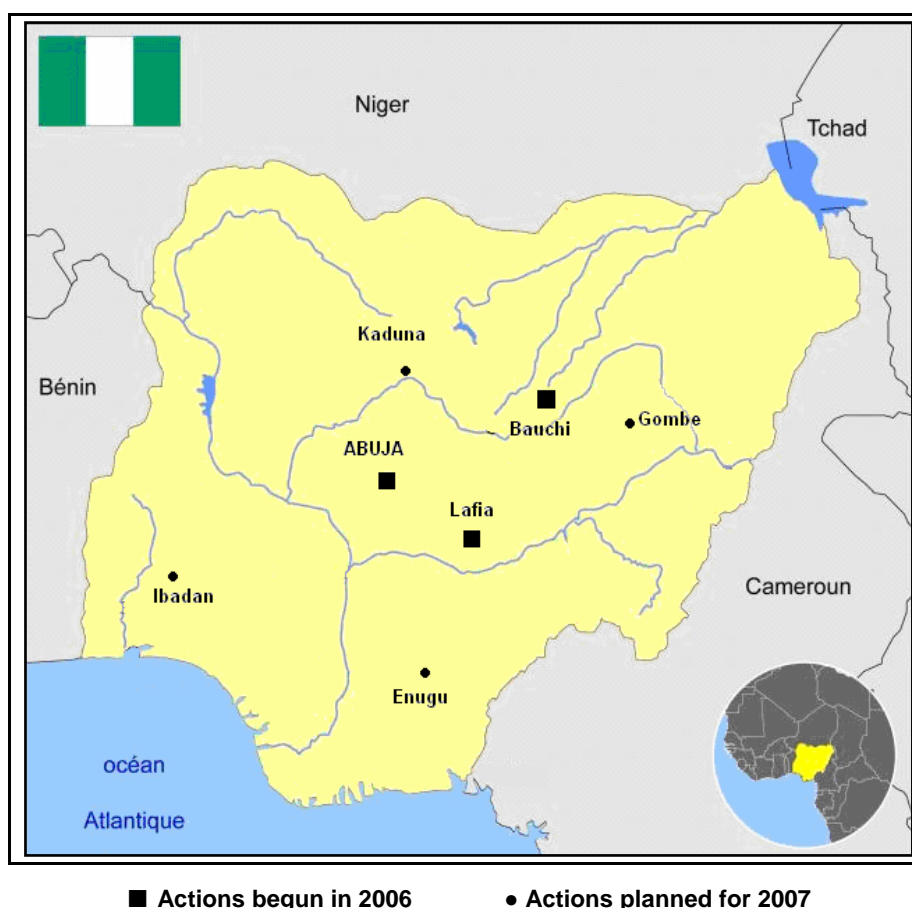 Niger
Tchad
Kaduna
Bénin
Bauchi
Gombe
ABUJA
Lafia
Cameroun
Ibadan
Enugu
océan
Atlantique
■ Actions begun in 2006 ● Actions planned for 2007